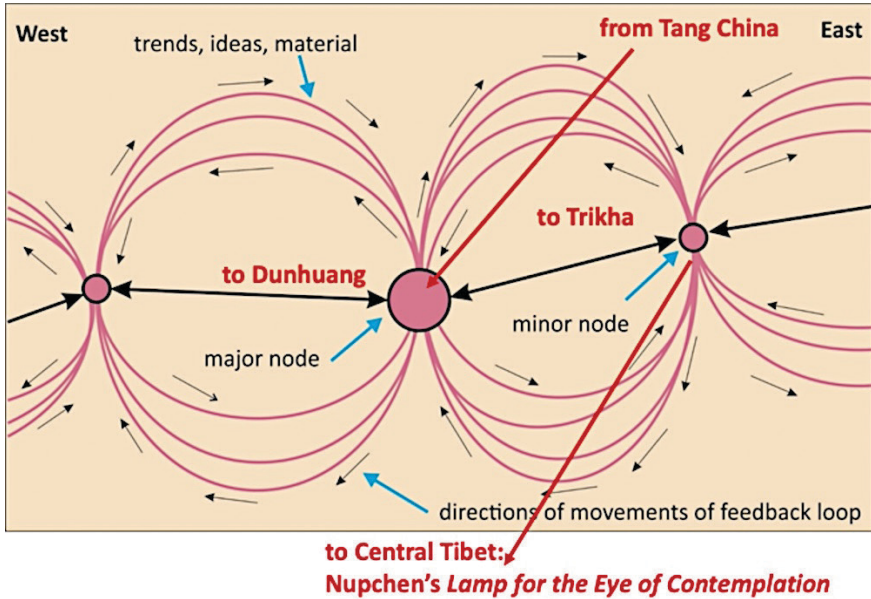 West
from Tang China
East
trends, ideas, material
to Trikha
to Dunhuang
minor node
major node
directions of movements of feedback loop
to Central Tibet:
Nupchen's Lamp for the Eye of Contemplation